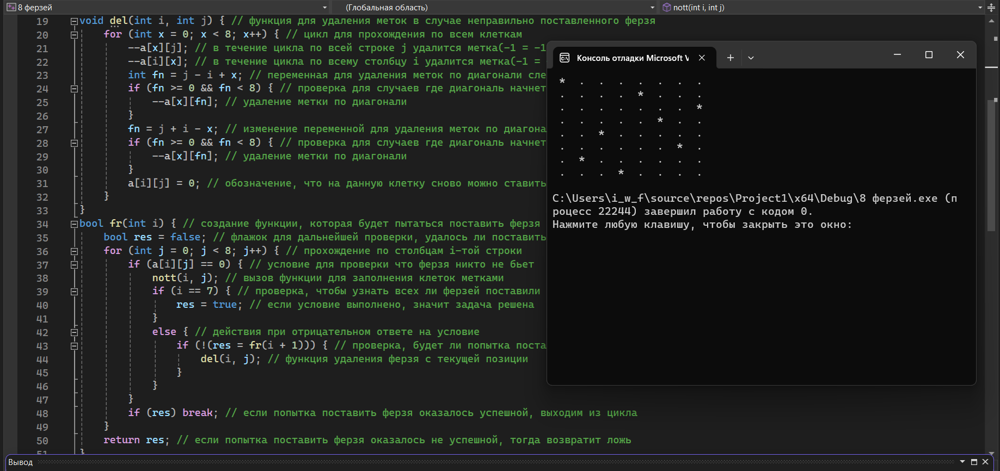 8 ферзей
(Глобальная область)
nott(int i, int j)
19 void del(int i, int j) { // функция для удаления меток в случае неправильно поставленного ферзя
20 for (int x = 0; x < 8; x++) { // цикл для прохождения по всем клеткам
21 --a[x][j]; // в течение цикла по всей строке j удалится метка(-1 = -1
22 --a[i][x]; // в течение цикла по всему столбцу i удалится метка(-1 =
23 int fn = j - i + x; // переменная для удаления меток по диагонали сле
24 if (fn >= 0 && fn < 8) { // проверка для случаев где диагональ начнет
25 --a[x][fn]; // удаление метки по диагонали
26 }
27 fn = j + i - x; // изменение переменной для удаления меток по диагона
28 if (fn >= 0 && fn < 8) { // проверка для случаев где диагональ начнет
29 --a[x][fn]; // удаление метки по диагонали
30 }
31 a[i][j] = 0; // обозначение, что на данную клетку сново можно ставить
32 }
33 }
34 bool fr(int i) { // создание функции, которая будет пытаться поставить ферзя
35 bool res = false; // флажок для дальнейшей проверки, удалось ли поставить
36 for (int j = 0; j < 8; j++) { // прохождение по столбцам i-той строки
37 if (a[i][j] == 0) { // условие для проверки что ферзя никто не бьет
38 nott(i, j); // вызов функции для заполнения клеток метками
39 if (i == 7) { // проверка, чтобы узнать всех ли ферзей поставили
40 res = true; // если условие выполнено, значит задача решена
41 }
42 else { // действия при отрицательном ответе на условие
43 if (!(res = fr(i + 1))) { // проверка, будет ли попытка поста
44 del(i, j); // функция удаления ферзя с текущей позиции
45 }
46 }
47 }
48 if (res) break; // если попытка поставить ферзя оказалось успешной, выходим из цикла
49 }
50 return res; // если попытка поставить ферзя оказалось не успешной, тогда возвратит ложь
51 }
Консоль отладки Microsoft V
* . . . . . . .
. . . . * . . .
. . . . . . . *
. . . . . * . .
. . * . . . . .
. . . . . . * .
. * . . . . . .
. . . * . . . .
C:\Users\i_w_f\source\repos\Project1\x64\Debug\8 ферзей.exe (п
роцесс 22244) завершил работу с кодом 0.
Нажмите любую клавишу, чтобы закрыть это окно:
Вывод